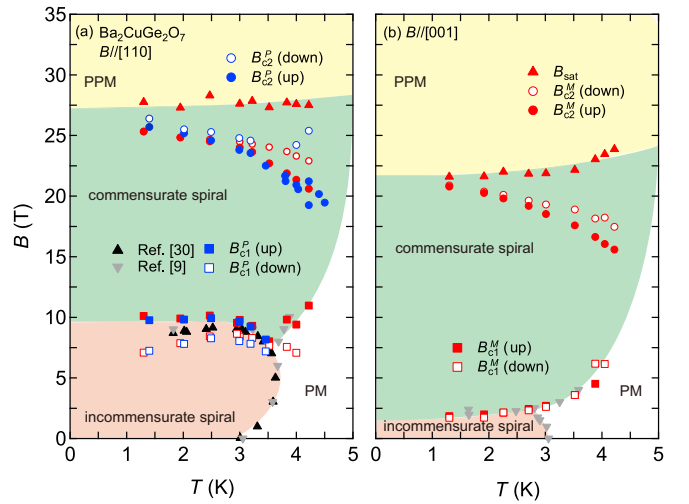 (a) Ba₂CuGe₂O₇
B//[110]
PPM
B^P_c2 (down)
B^P_c2 (up)
commensurate spiral
Ref. [30]
Ref. [9]
B^P_c1 (up)
B^P_c1 (down)
PM
incommensurate spiral
35
30
25
20
15
10
5
0
B (T)
0 1 2 3 4 5
T (K)
(b) B//[001]
PPM
B_sat
B^M_c2 (down)
B^M_c2 (up)
commensurate spiral
B^M_c1 (up)
B^M_c1 (down)
PM
incommensurate spiral
0 1 2 3 4 5
T (K)